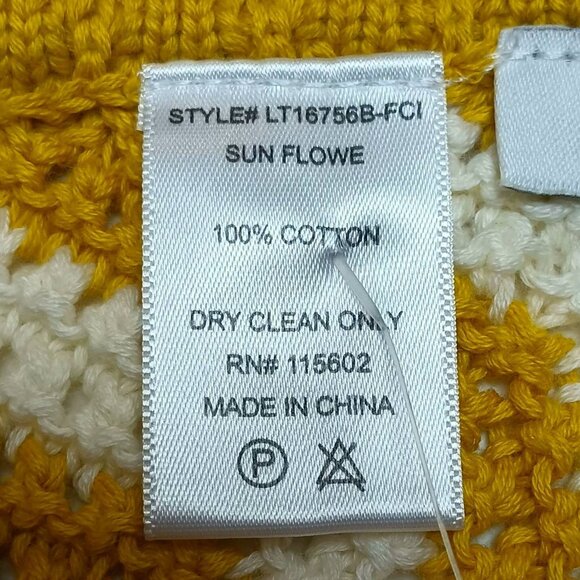 STYLE# LT16756B-FCI
SUN FLOWE
100% COTTON
DRY CLEAN ONLY
RN# 115602
MADE IN CHINA
P